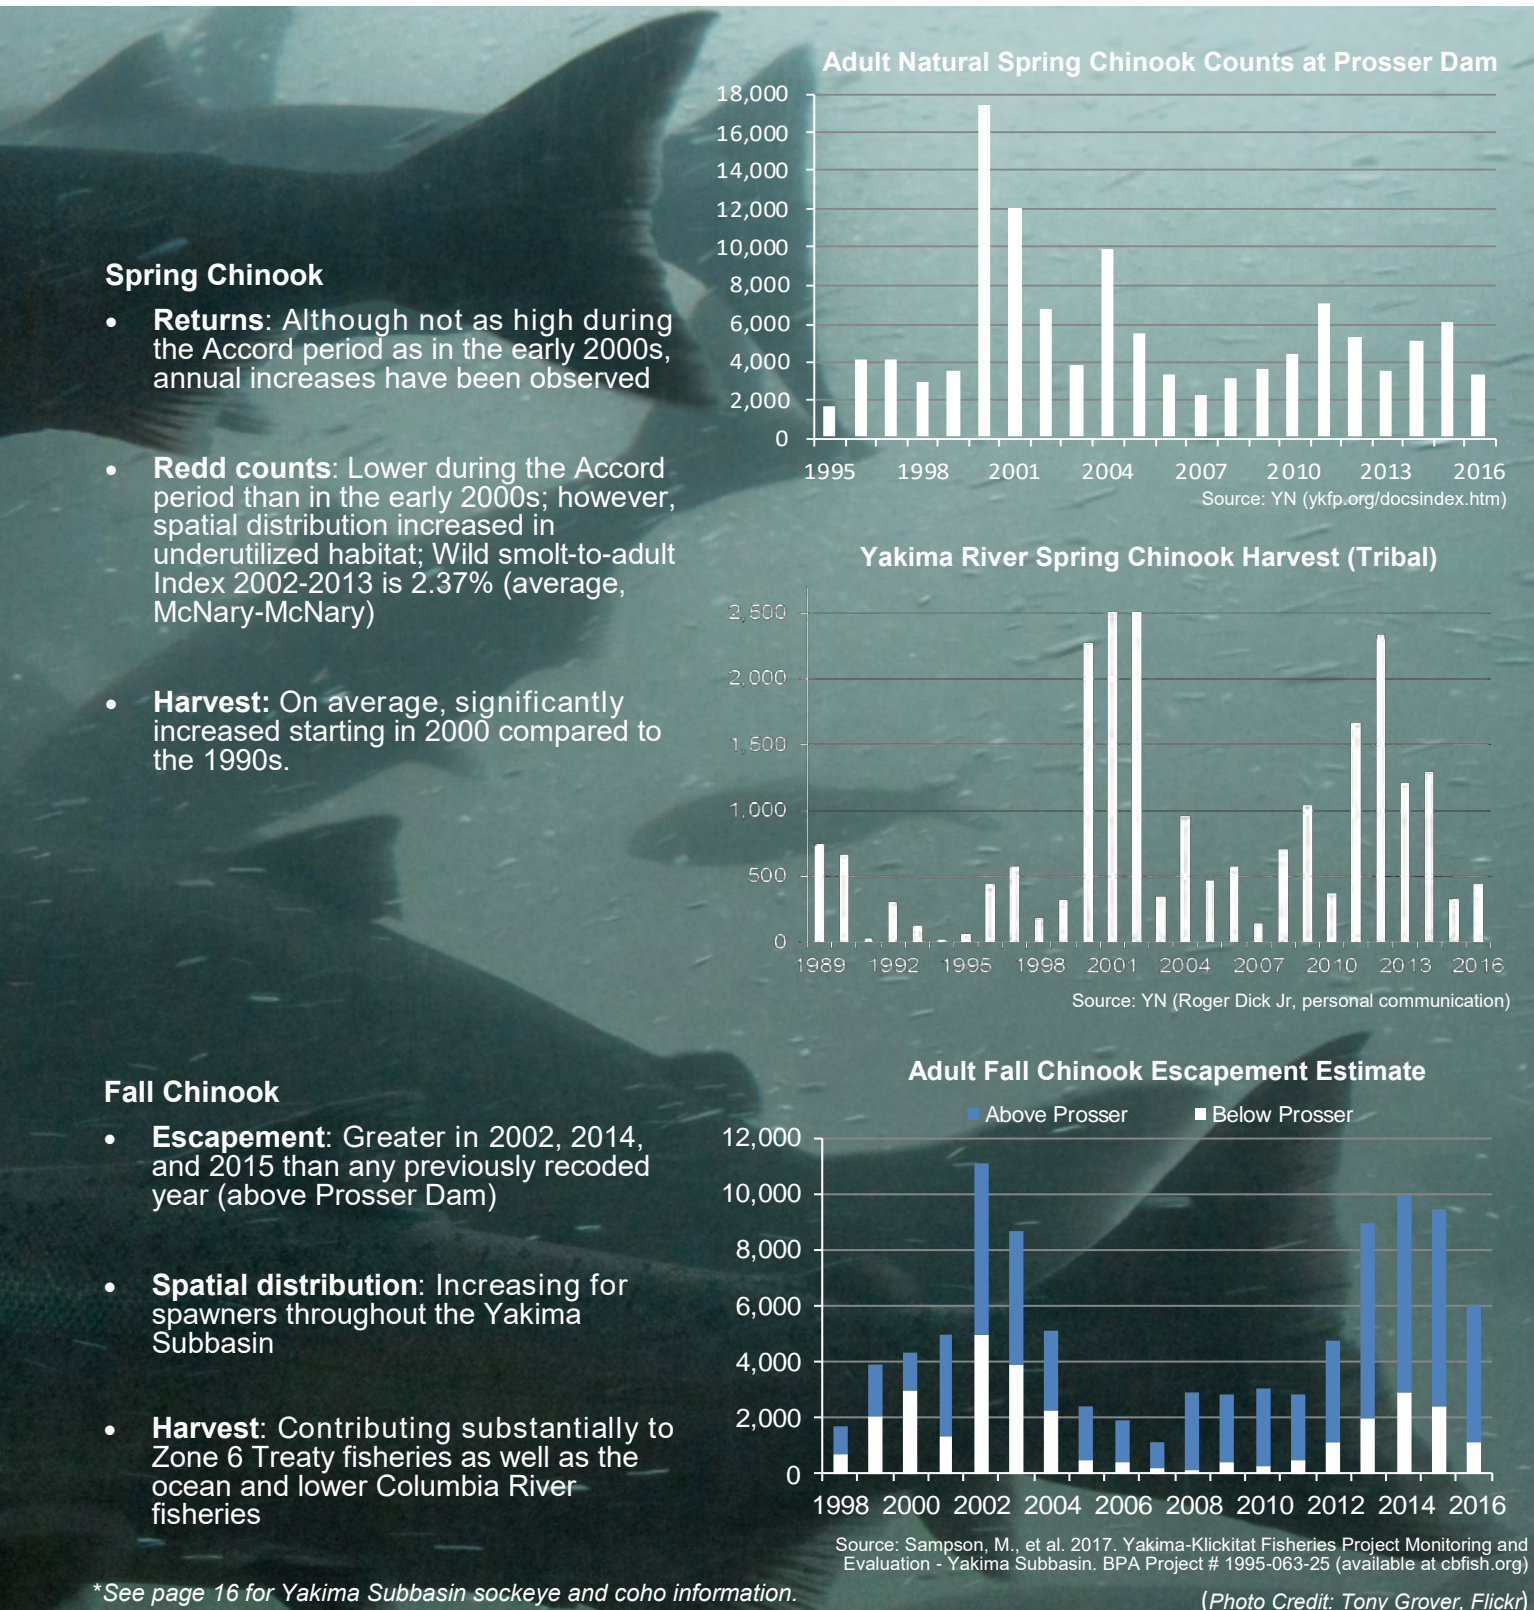 Spring Chinook
• Returns: Although not as high during
the Accord period as in the early 2000s,
annual increases have been observed
• Redd counts: Lower during the Accord
period than in the early 2000s; however,
spatial distribution increased in
underutilized habitat; Wild smolt-to-adult
Index 2002-2013 is 2.37% (average,
McNary-McNary)
• Harvest: On average, significantly
increased starting in 2000 compared to
the 1990s.
Fall Chinook
• Escapement: Greater in 2002, 2014,
and 2015 than any previously recoded
year (above Prosser Dam)
• Spatial distribution: Increasing for
spawners throughout the Yakima
Subbasin
• Harvest: Contributing substantially to
Zone 6 Treaty fisheries as well as the
ocean and lower Columbia River
fisheries
*See page 16 for Yakima Subbasin sockeye and coho information.
Adult Natural Spring Chinook Counts at Prosser Dam
18,000
16,000
14,000
12,000
10,000
8,000
6,000
4,000
2,000
0
1995 1998 2001 2004 2007 2010 2013 2016
Source: YN (ykfp.org/docsindex.htm)
Yakima River Spring Chinook Harvest (Tribal)
2,500
2,000
1,500
1,000
500
0
1989 1992 1995 1998 2001 2004 2007 2010 2013 2016
Source: YN (Roger Dick Jr, personal communication)
Adult Fall Chinook Escapement Estimate
Above Prosser Below Prosser
12,000
10,000
8,000
6,000
4,000
2,000
0
1998 2000 2002 2004 2006 2008 2010 2012 2014 2016
Source: Sampson, M., et al. 2017. Yakima-Klickitat Fisheries Project Monitoring and
Evaluation - Yakima Subbasin. BPA Project # 1995-063-25 (available at cbfish.org)
(Photo Credit: Tony Grover, Flickr)